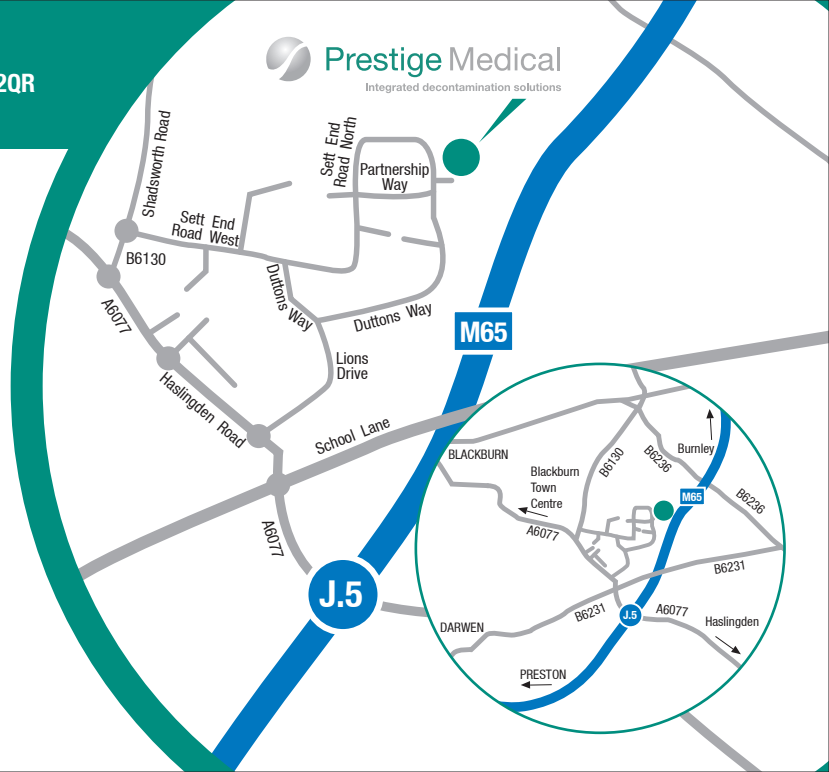 2QR
Prestige Medical
Integrated decontamination solutions
Shadsworth Road
Sett End
Road North
Partnership
Way
Sett End
Road West
B6130
A6077
Duttons Way
Duttons Way
M65
Lions
Drive
Haslingden Road
School Lane
A6077
J.5
BLACKBURN
Burnley
B6130
B6236
Blackburn
Town
Centre
M65
B6236
A6077
B6231
B6231
J.5
A6077
Haslingden
DARWEN
PRESTON